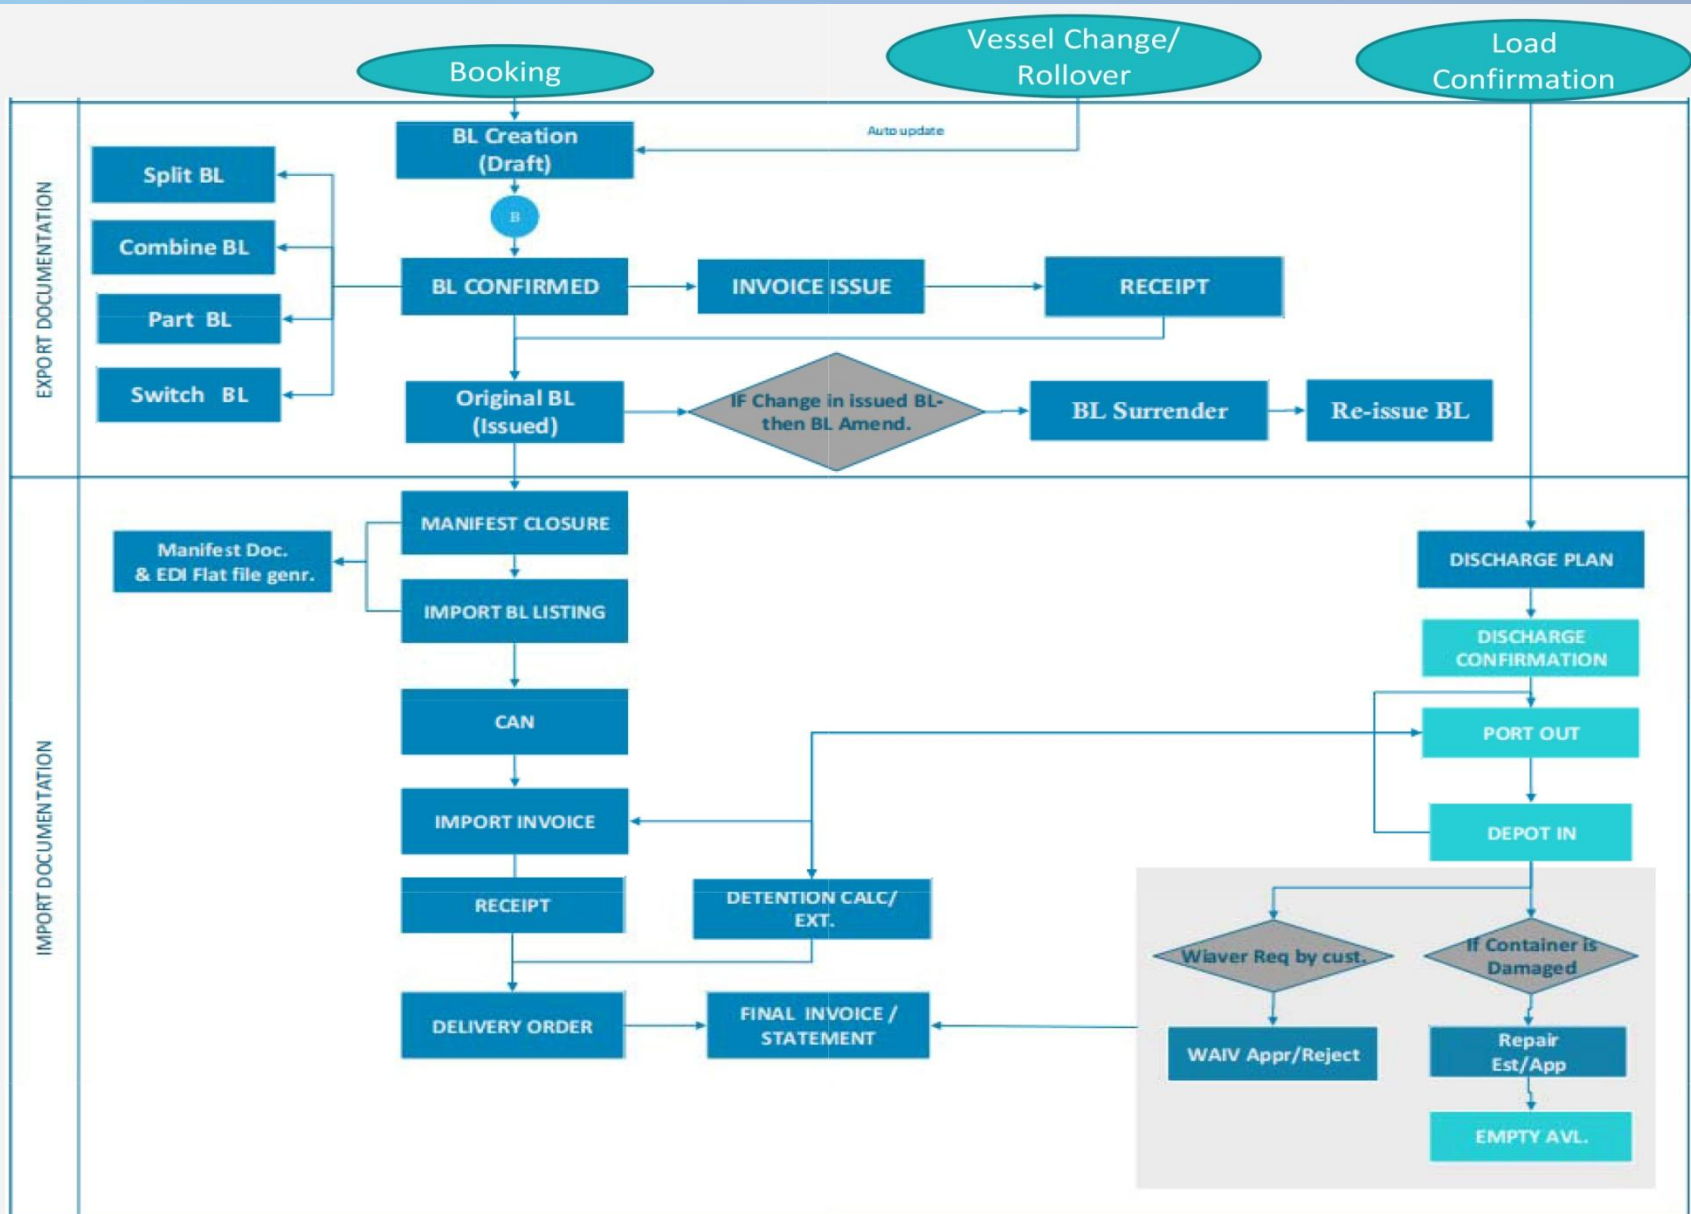 Booking
Vessel Change/
Rollover
Load
Confirmation
EXPORT DOCUMENTATION
BL Creation
(Draft)
Auto update
B
Split BL
Combine BL
Part BL
Switch BL
BL CONFIRMED
INVOICE ISSUE
RECEIPT
Original BL
(Issued)
IF Change in issued BL-
then BL Amend.
BL Surrender
Re-issue BL
IMPORT DOCUMENTATION
MANIFEST CLOSURE
Manifest Doc.
& EDI Flat file genr.
IMPORT BL LISTING
CAN
IMPORT INVOICE
RECEIPT
DETENTION CALC/
EXT.
DELIVERY ORDER
FINAL INVOICE /
STATEMENT
DISCHARGE PLAN
DISCHARGE
CONFIRMATION
PORT OUT
DEPOT IN
Wiaver Req by cust.
If Container is
Damaged
WAIV Appr/Reject
Repair
Est/App
EMPTY AVL.